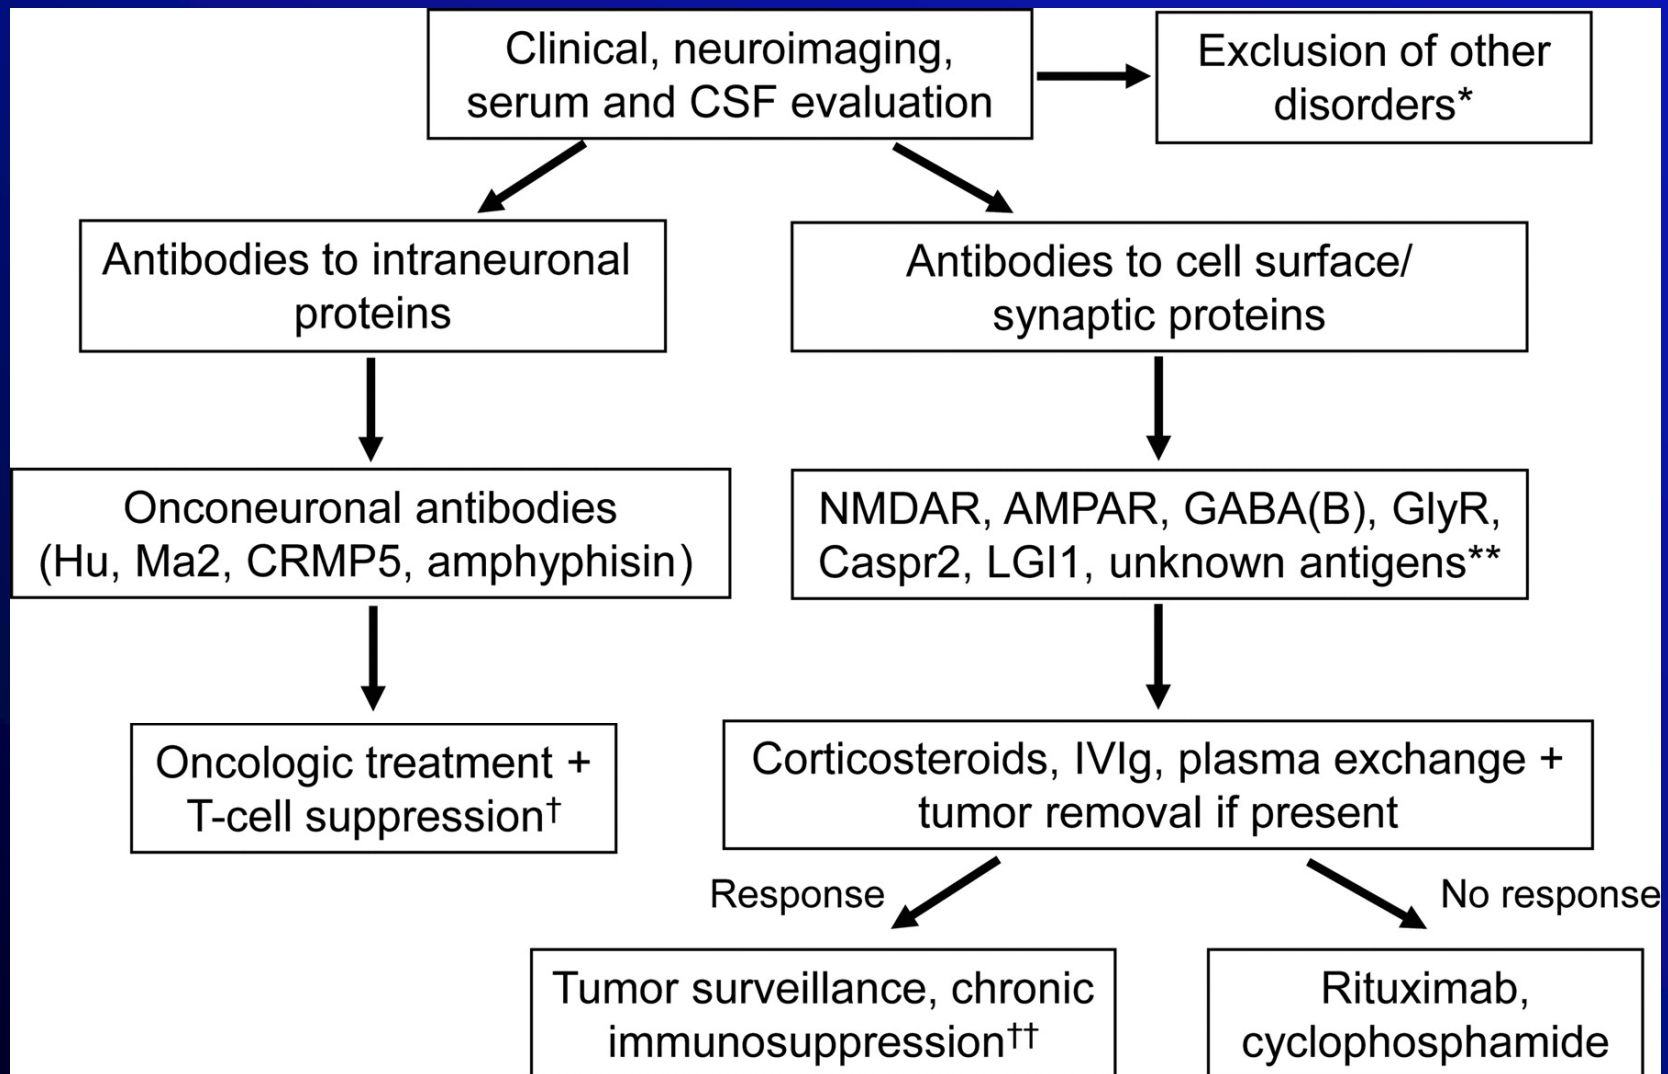 Clinical, neuroimaging,
serum and CSF evaluation
Exclusion of other
disorders*
Antibodies to intraneuronal
proteins
Antibodies to cell surface/
synaptic proteins
Onconeuronal antibodies
(Hu, Ma2, CRMP5, amphyphisin)
NMDAR, AMPAR, GABA(B), GlyR,
Caspr2, LGI1, unknown antigens**
Oncologic treatment +
T-cell suppression†
Corticosteroids, IVIg, plasma exchange +
tumor removal if present
Response
No response
Tumor surveillance, chronic
immunosuppression††
Rituximab,
cyclophosphamide